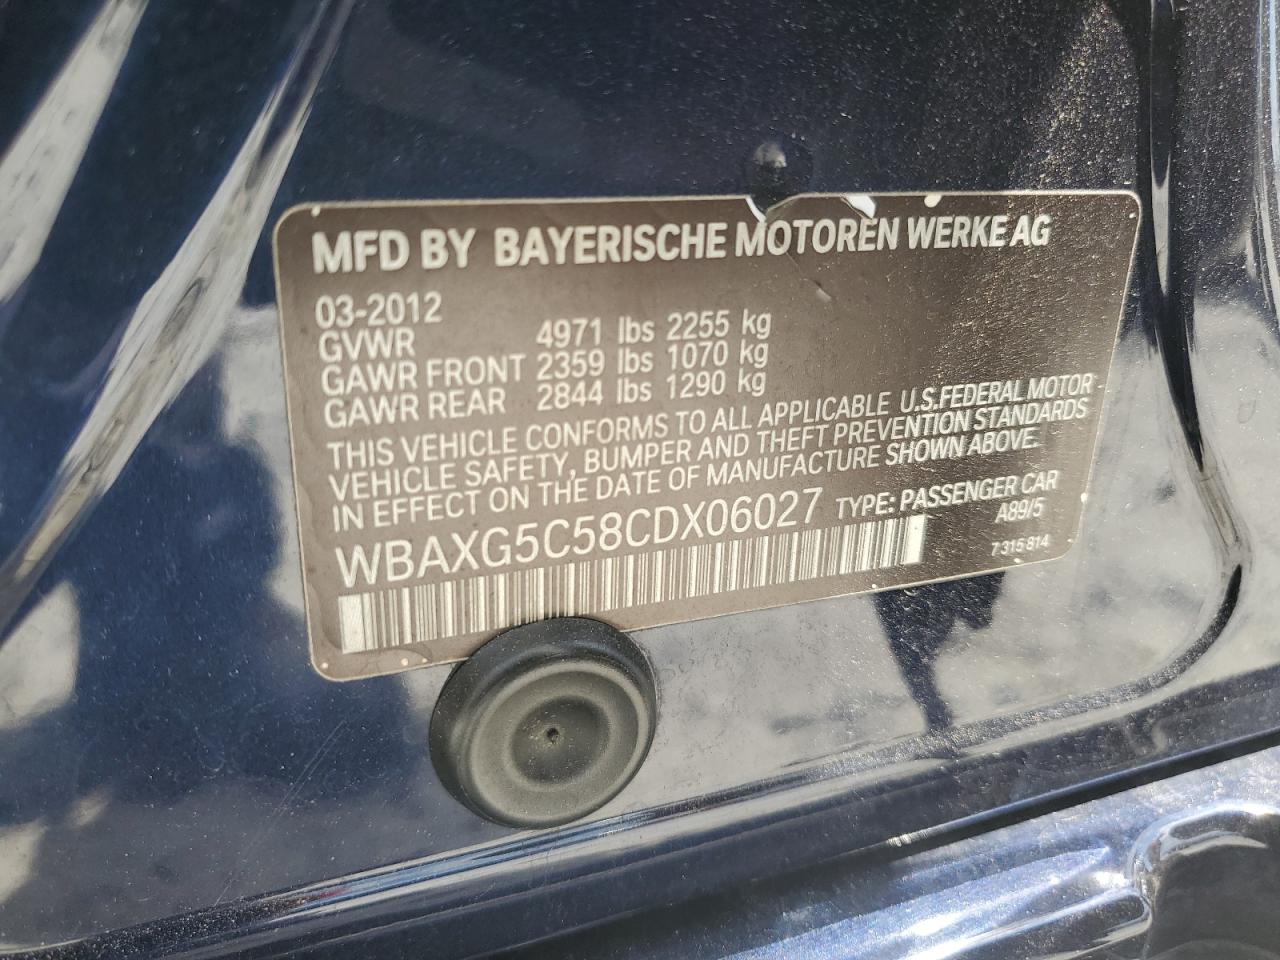 MFD BY BAYERISCHE MOTOREN WERKE AG
03-2012
GVWR 4971 lbs 2255 kg
GAWR FRONT 2359 lbs 1070 kg
GAWR REAR 2844 lbs 1290 kg
THIS VEHICLE CONFORMS TO ALL APPLICABLE U.S.FEDERAL MOTOR
VEHICLE SAFETY, BUMPER AND THEFT PREVENTION STANDARDS
IN EFFECT ON THE DATE OF MANUFACTURE SHOWN ABOVE.
WBAXG5C58CDX06027 TYPE: PASSENGER CAR
A89/5
7 315 814